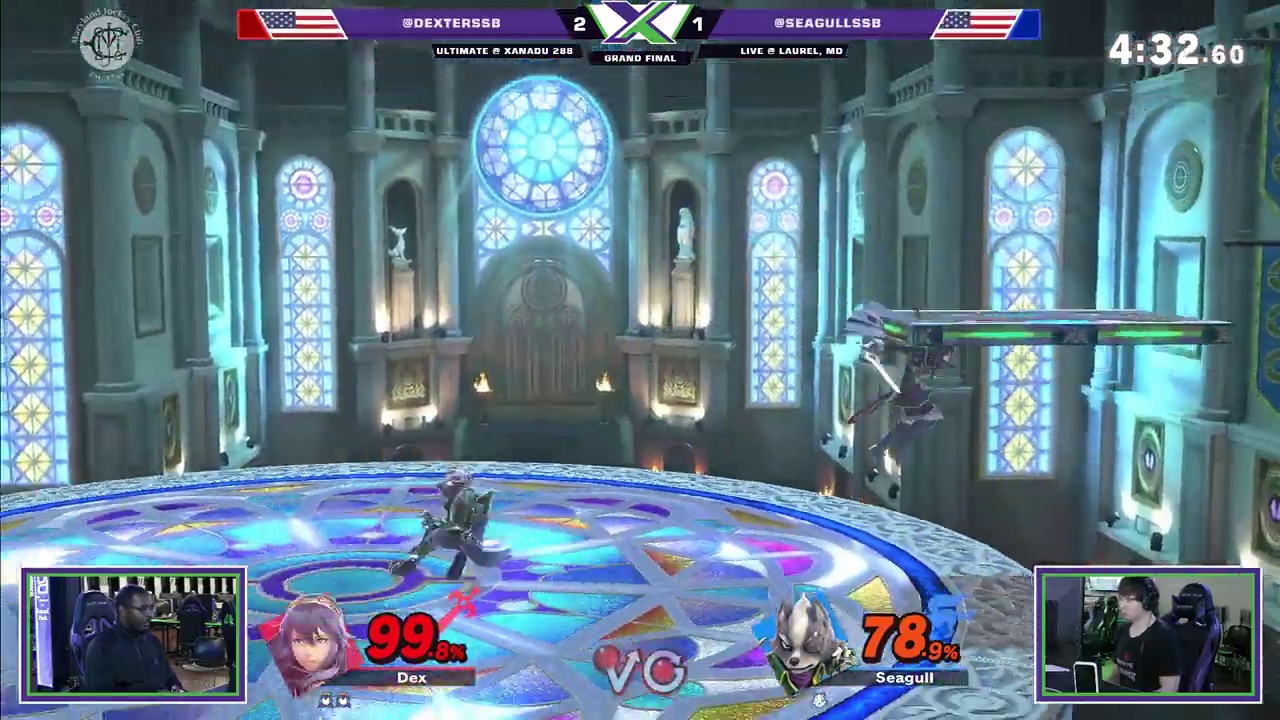 @DEXTERSSB
2
1
@SEAGULLSSB
ULTIMATE @ XANADU 288
GRAND FINAL
LIVE @ LAUREL, MD
4:32.60
99.8%
Dex
78.9%
Seagull